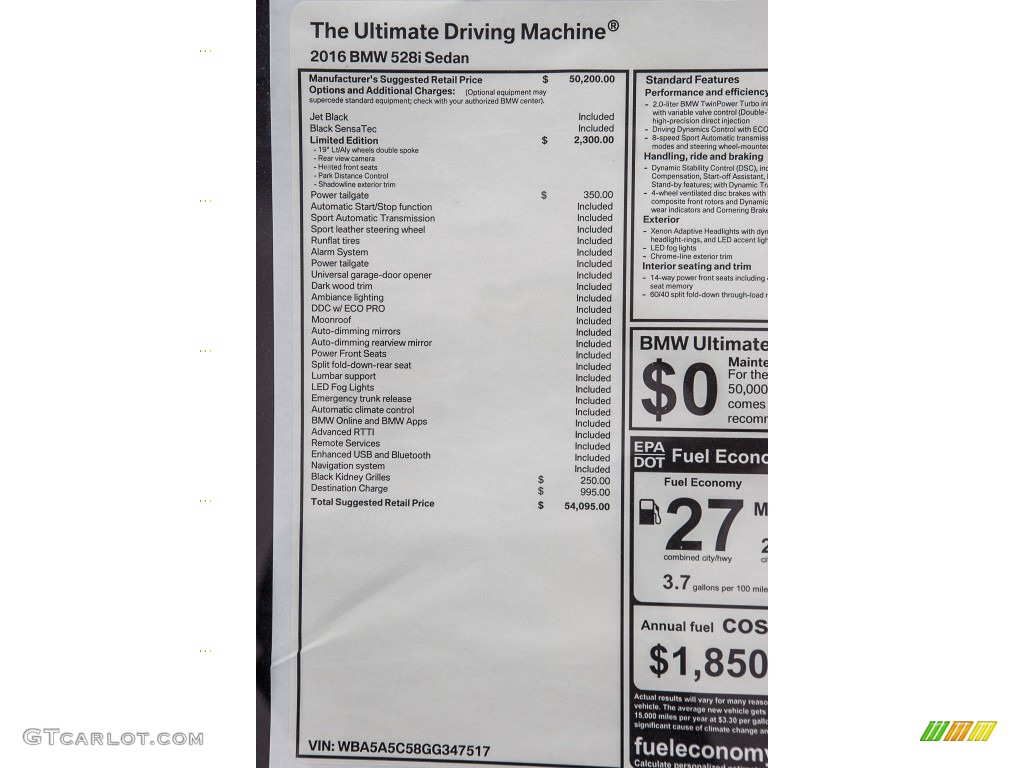 The Ultimate Driving Machine®
2016 BMW 528i Sedan
Manufacturer's Suggested Retail Price $ 50,200.00
Options and Additional Charges: (Optional equipment may
supercede standard equipment; check with your authorized BMW center).
Jet Black Included
Black SensaTec Included
Limited Edition $ 2,300.00
- 19" Lt/Aly wheels double spoke
- Rear view camera
- Heated front seats
- Park Distance Control
- Shadowline exterior trim
Power tailgate $ 350.00
Automatic Start/Stop function Included
Sport Automatic Transmission Included
Sport leather steering wheel Included
Runflat tires Included
Alarm System Included
Power tailgate Included
Universal garage-door opener Included
Dark wood trim Included
Ambiance lighting Included
DDC w/ ECO PRO Included
Moonroof Included
Auto-dimming mirrors Included
Auto-dimming rearview mirror Included
Power Front Seats Included
Split fold-down-rear seat Included
Lumbar support Included
LED Fog Lights Included
Emergency trunk release Included
Automatic climate control Included
BMW Online and BMW Apps Included
Advanced RTTI Included
Remote Services Included
Enhanced USB and Bluetooth Included
Navigation system Included
Black Kidney Grilles $ 250.00
Destination Charge $ 995.00
Total Suggested Retail Price $ 54,095.00
VIN: WBA5A5C58GG347517
Standard Features
Performance and efficiency
- 2.0-liter BMW TwinPower Turbo
with variable valve control (Double-
high-precision direct injection
- Driving Dynamics Control with ECO
- 8-speed Sport Automatic
modes and steering
Handling, ride and braking
- Dynamic Stability Control (DSC),
Compensation, Start-off Assistant,
Stand-by features; with Dynamic
- 4-wheel ventilated disc brakes with
composite front rotors and Dynamic
wear indicators and Cornering
Exterior
- Xenon Adaptive Headlights with
headlight-rings, and LED accent
- LED fog lights
- Chrome-line exterior trim
Interior seating and trim
- 14-way power front seats including
seat memory
- 60/40 split fold-down through-load
BMW Ultimate
$0
Mainte
For the
50,000
comes
recomm
EPA
DOT
Fuel Econo
Fuel Economy
27
combined city/hwy
3.7 gallons per 100 mile
Annual fuel COS
$1,850
Actual results will vary for many
vehicle. The average new vehicle gets
15,000 miles per year at $3.30 per
significant cause of climate change
fueleconomy
Calculate personalized
GTcarlot.com